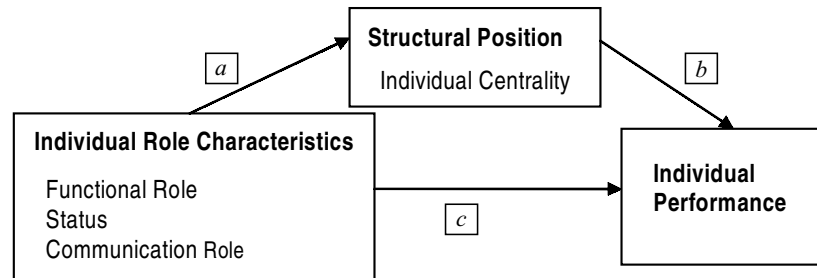 Structural Position
Individual Centrality
a
b
Individual Role Characteristics
Functional Role
Status
Communication Role
c
Individual
Performance